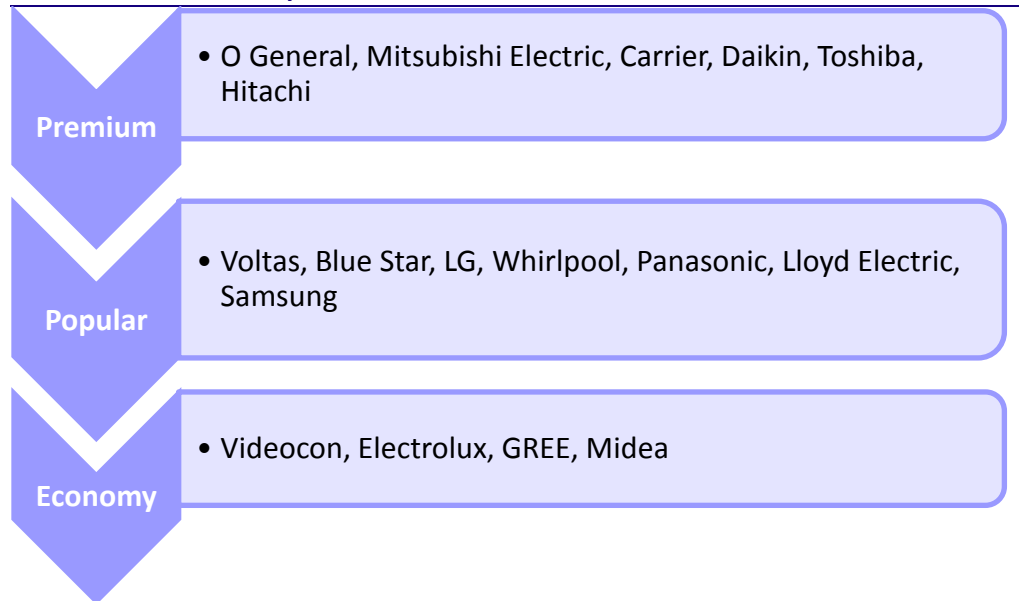 Premium
• O General, Mitsubishi Electric, Carrier, Daikin, Toshiba,
Hitachi
Popular
• Voltas, Blue Star, LG, Whirlpool, Panasonic, Lloyd Electric,
Samsung
Economy
• Videocon, Electrolux, GREE, Midea